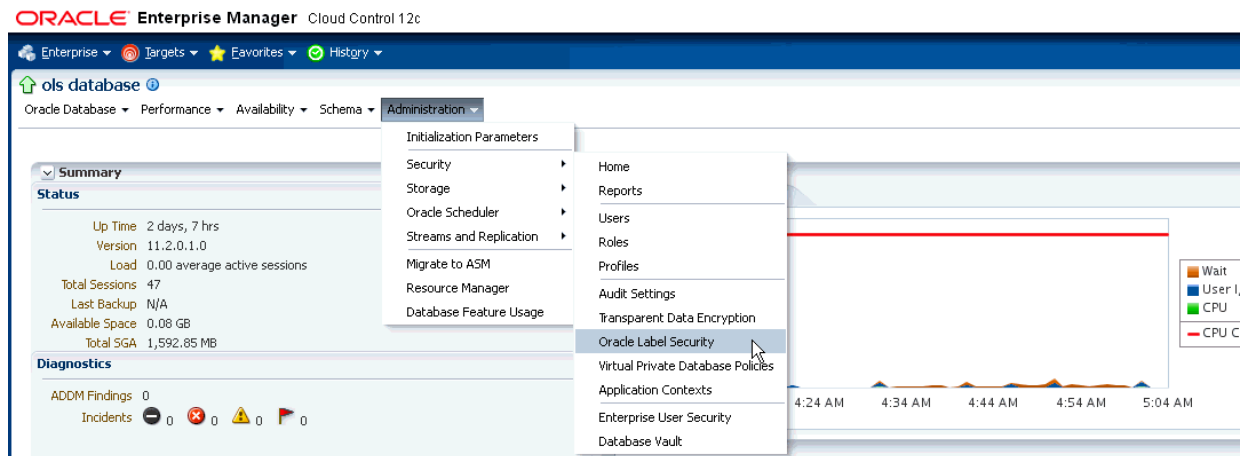 ORACLE Enterprise Manager Cloud Control 12c
Enterprise Targets Favorites History
ols database
Oracle Database Performance Availability Schema Administration
Initialization Parameters
Security
Storage
Oracle Scheduler
Streams and Replication
Migrate to ASM
Resource Manager
Database Feature Usage
Home
Reports
Users
Roles
Profiles
Audit Settings
Transparent Data Encryption
Oracle Label Security
Virtual Private Database Policies
Application Contexts
Enterprise User Security
Database Vault
Summary
Status
Up Time 2 days, 7 hrs
Version 11.2.0.1.0
Load 0.00 average active sessions
Total Sessions 47
Last Backup N/A
Available Space 0.08 GB
Total SGA 1,592.85 MB
Diagnostics
ADDM Findings 0
Incidents 0 0 0 0
Wait
User I/
CPU
CPU C
4:24 AM 4:34 AM 4:44 AM 4:54 AM 5:04 AM